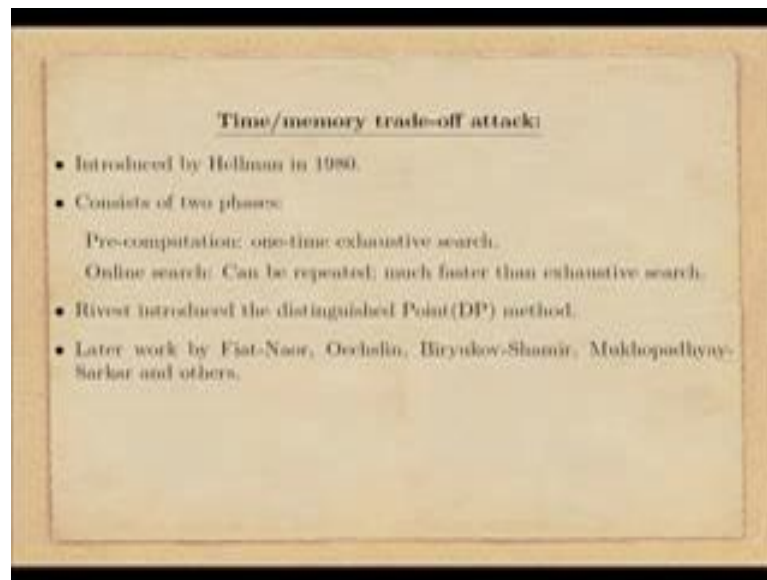 Time/memory trade-off attack:
• Introduced by Hellman in 1980.
• Consists of two phases:
Pre-computation: one-time exhaustive search.
Online search: Can be repeated; much faster than exhaustive search.
• Rivest introduced the distinguished Point(DP) method.
• Later work by Fiat-Naor, Oechslin, Biryukov-Shamir, Mukhopadhyay-
Sarkar and others.